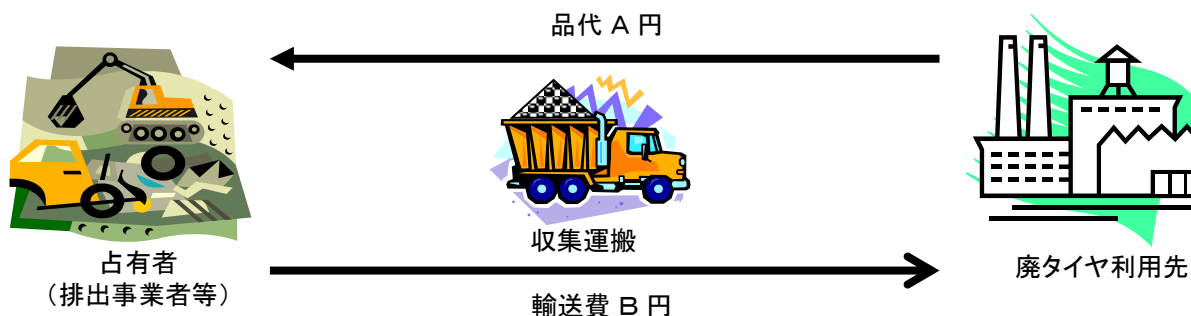 品代 A 円
収集運搬
占有者
（排出事業者等）
輸送費 B 円
廃タイヤ利用先